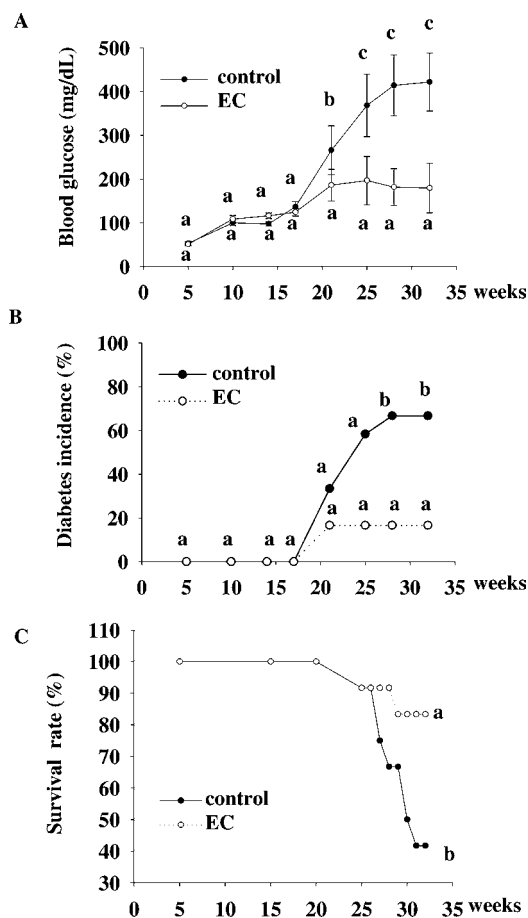 A
Blood glucose (mg/dL)
500
400
300
200
100
0
control
EC
a a a a b c c c
a a a a a a a a
0 5 10 15 20 25 30 35 weeks
B
Diabetes incidence (%)
100
80
60
40
20
0
control
EC
a a b b
a a a a a a a a
0 5 10 15 20 25 30 35 weeks
C
Survival rate (%)
110
100
90
80
70
60
50
40
30
control
EC
a
b
0 5 10 15 20 25 30 35 weeks